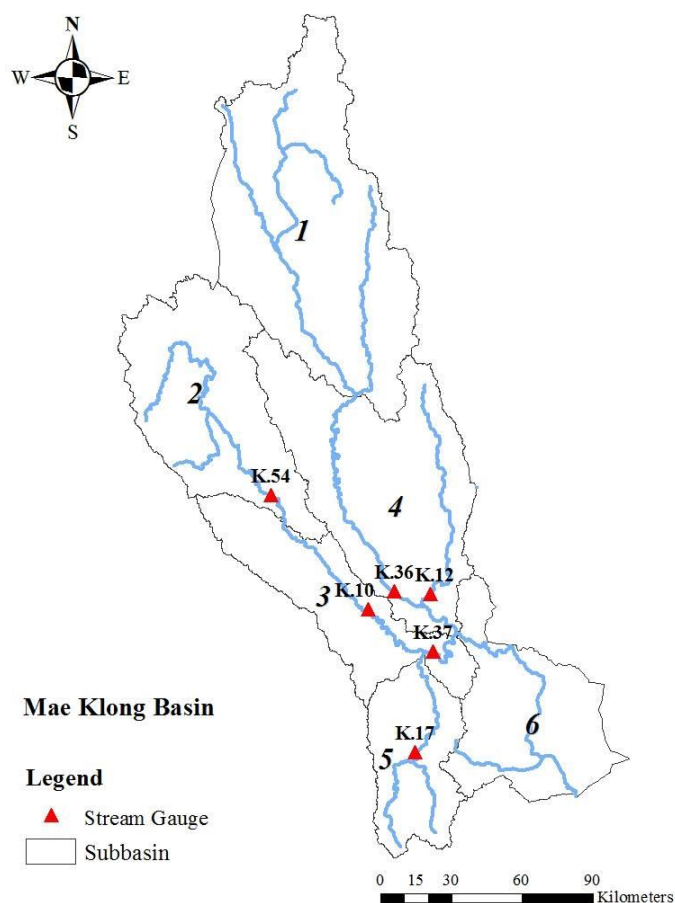 N
W E
S
1
2
K.54
4
K.36 K.12
3 K.10
K.37
Mae Klong Basin
6
K.17
5
Legend
Stream Gauge
Subbasin
0 15 30 60 90
Kilometers